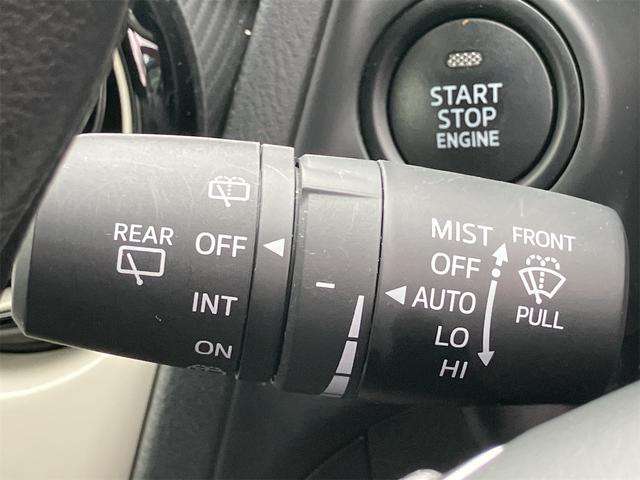 START
STOP
ENGINE
REAR
OFF
INT
ON
MIST
OFF
AUTO
LO
HI
FRONT
PULL